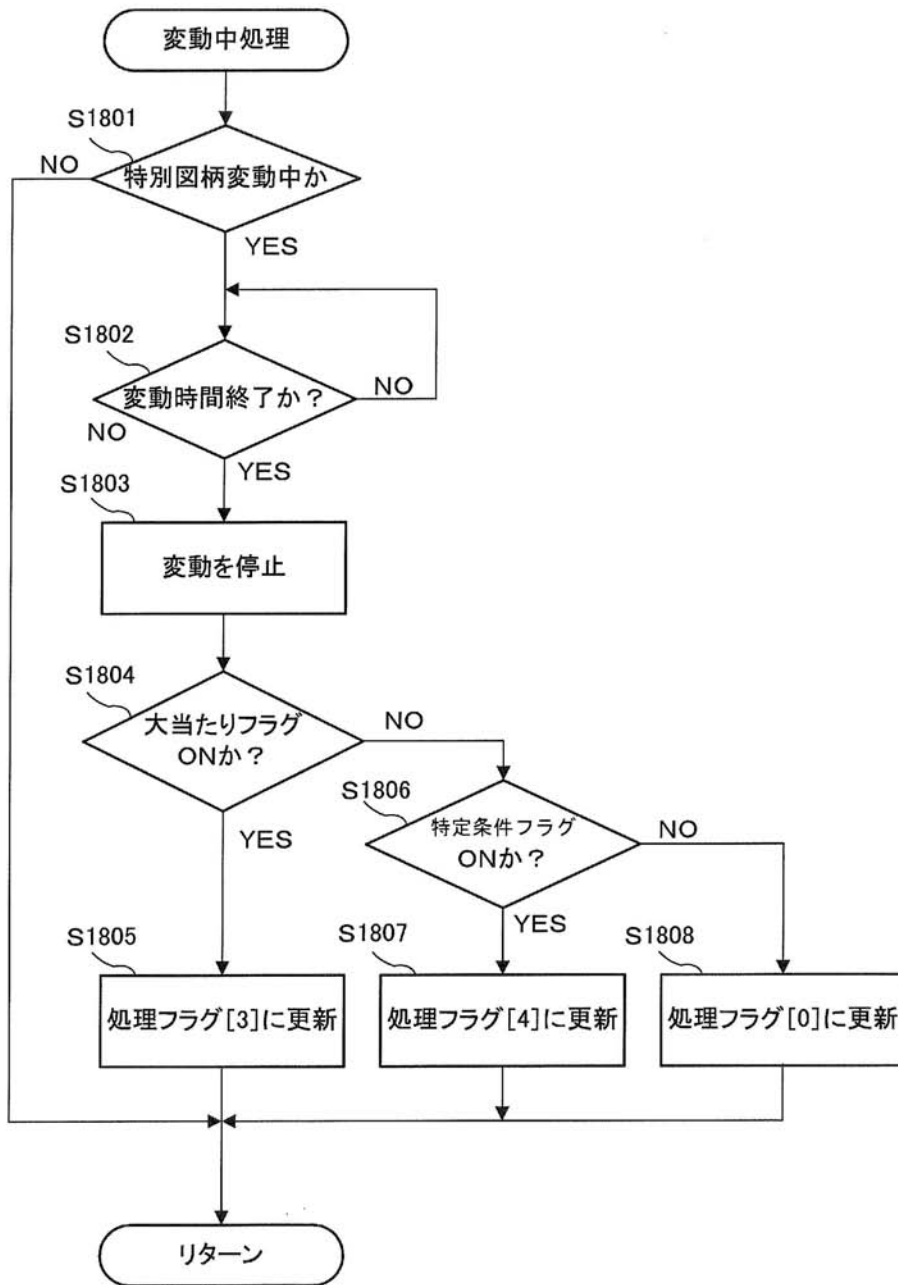 変動中処理
S1801
NO
特別図柄変動中か
YES
S1802
変動時間終了か？
NO
NO
YES
S1803
変動を停止
S1804
大当たりフラグ
ONか？
NO
YES
S1806
特定条件フラグ
ONか？
NO
YES
S1805
処理フラグ[3]に更新
S1807
処理フラグ[4]に更新
S1808
処理フラグ[0]に更新
リターン